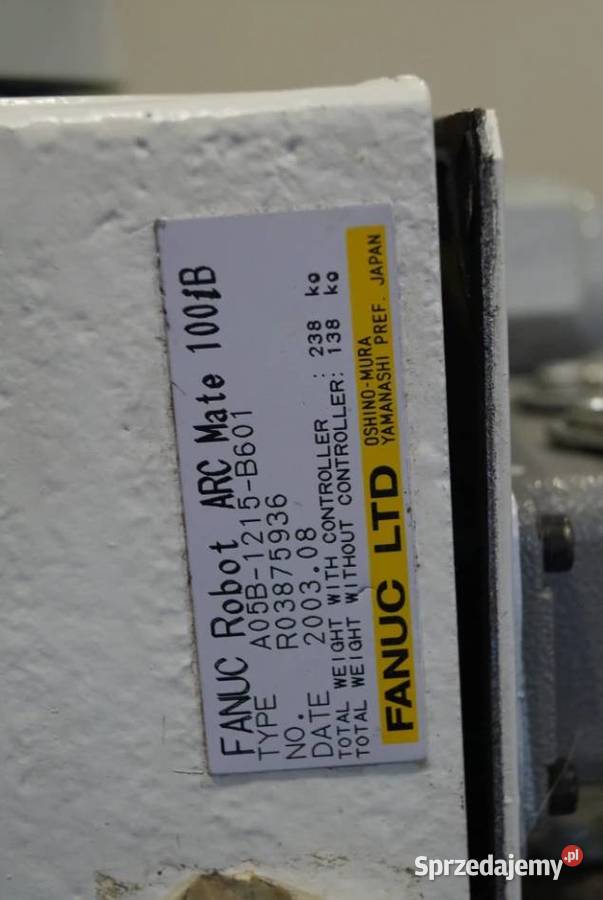 FANUC Robot ARC Mate 100iB
TYPE A05B-1215-B601
NO. R03875936
DATE 2003.08
TOTAL WEIGHT WITH CONTROLLER : 238 kg
TOTAL WEIGHT WITHOUT CONTROLLER: 138 kg
FANUC LTD OSHINO-MURA
YAMANASHI PREF. JAPAN
Sprzedajemy.pl